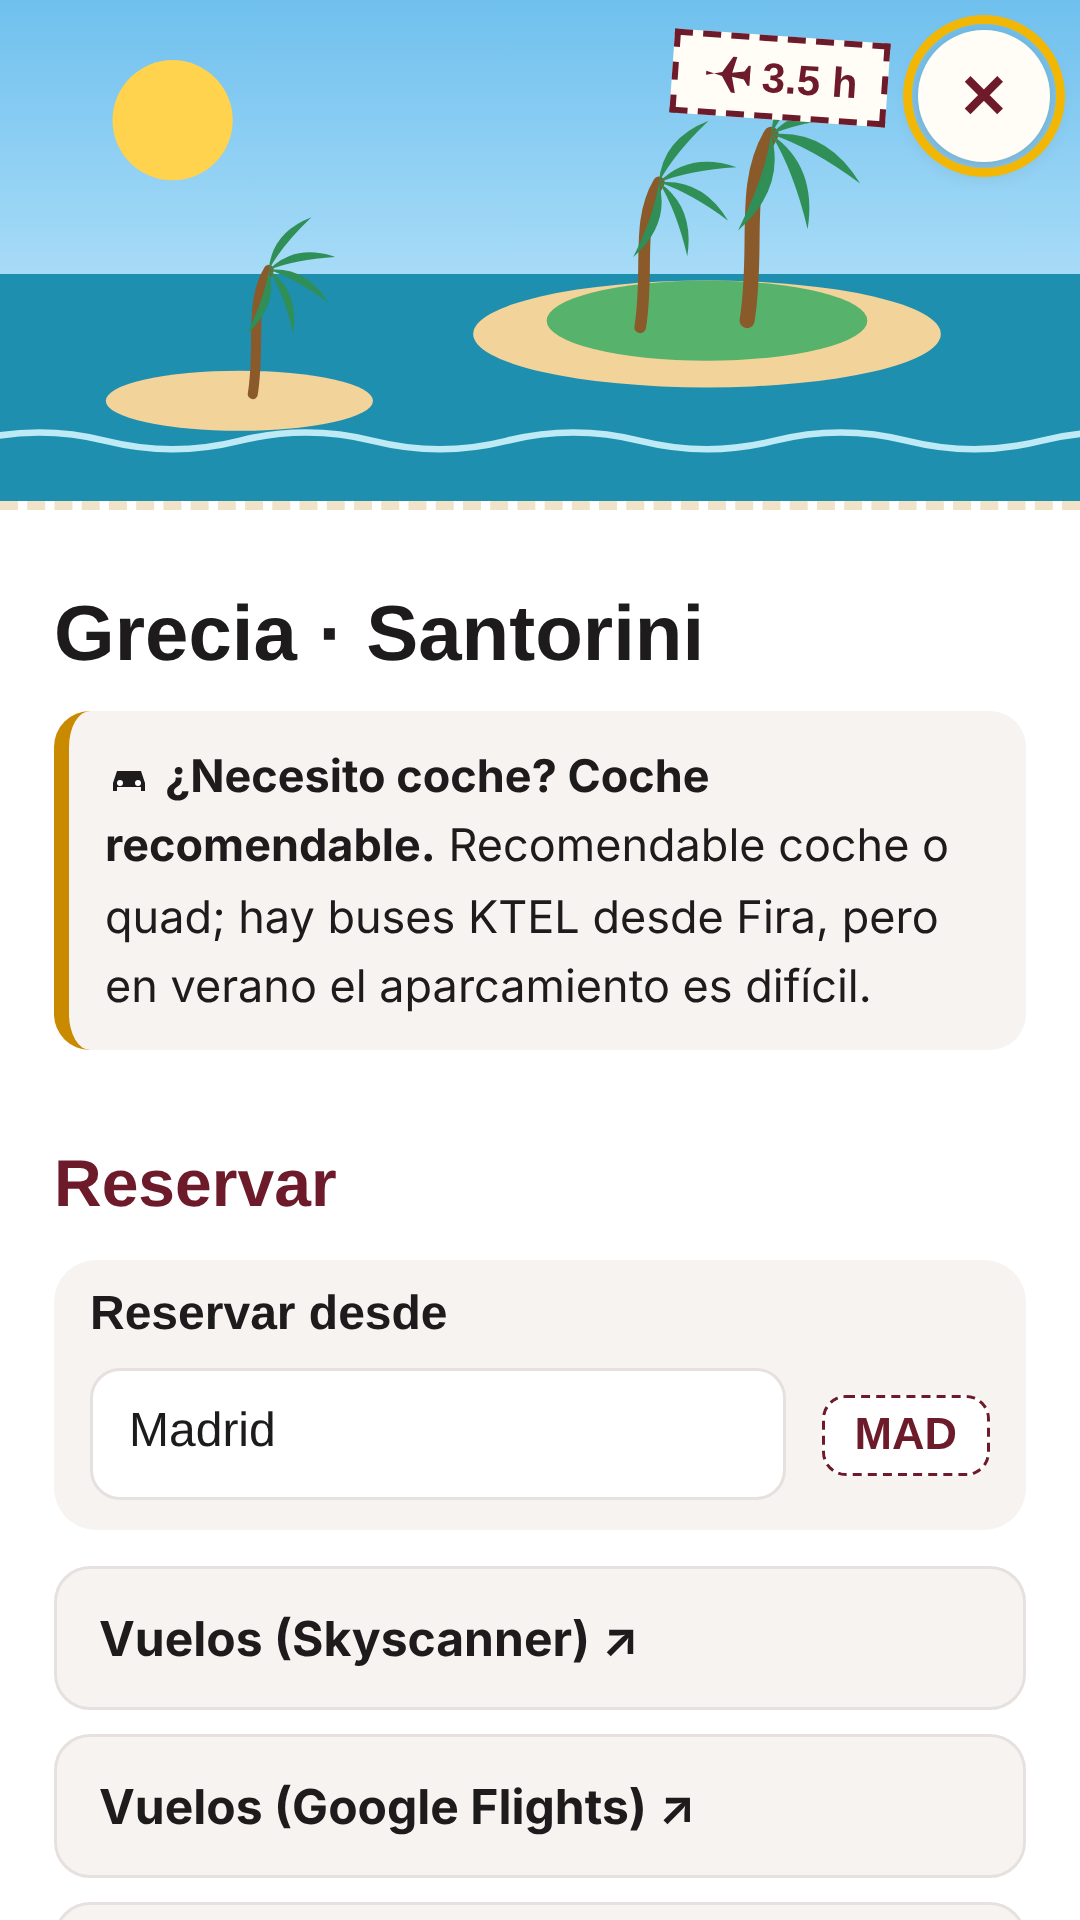 3.5 h
✕
Grecia · Santorini
¿Necesito coche? Coche
recomendable. Recomendable coche o
quad; hay buses KTEL desde Fira, pero
en verano el aparcamiento es difícil.
Reservar
Reservar desde
Madrid
MAD
Vuelos (Skyscanner) ↗
Vuelos (Google Flights) ↗